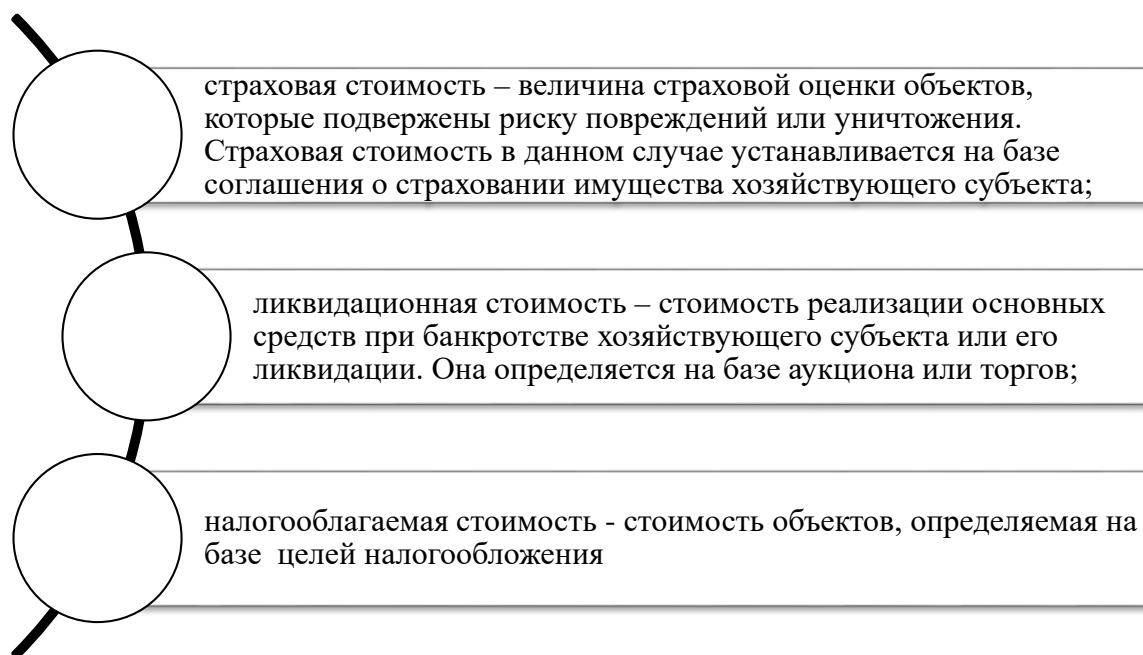 страховая стоимость – величина страховой оценки объектов,
которые подвержены риску повреждений или уничтожения.
Страховая стоимость в данном случае устанавливается на базе
соглашения о страховании имущества хозяйствующего субъекта;
ликвидационная стоимость – стоимость реализации основных
средств при банкротстве хозяйствующего субъекта или его
ликвидации. Она определяется на базе аукциона или торгов;
налогооблагаемая стоимость - стоимость объектов, определяемая на
базе  целей налогообложения